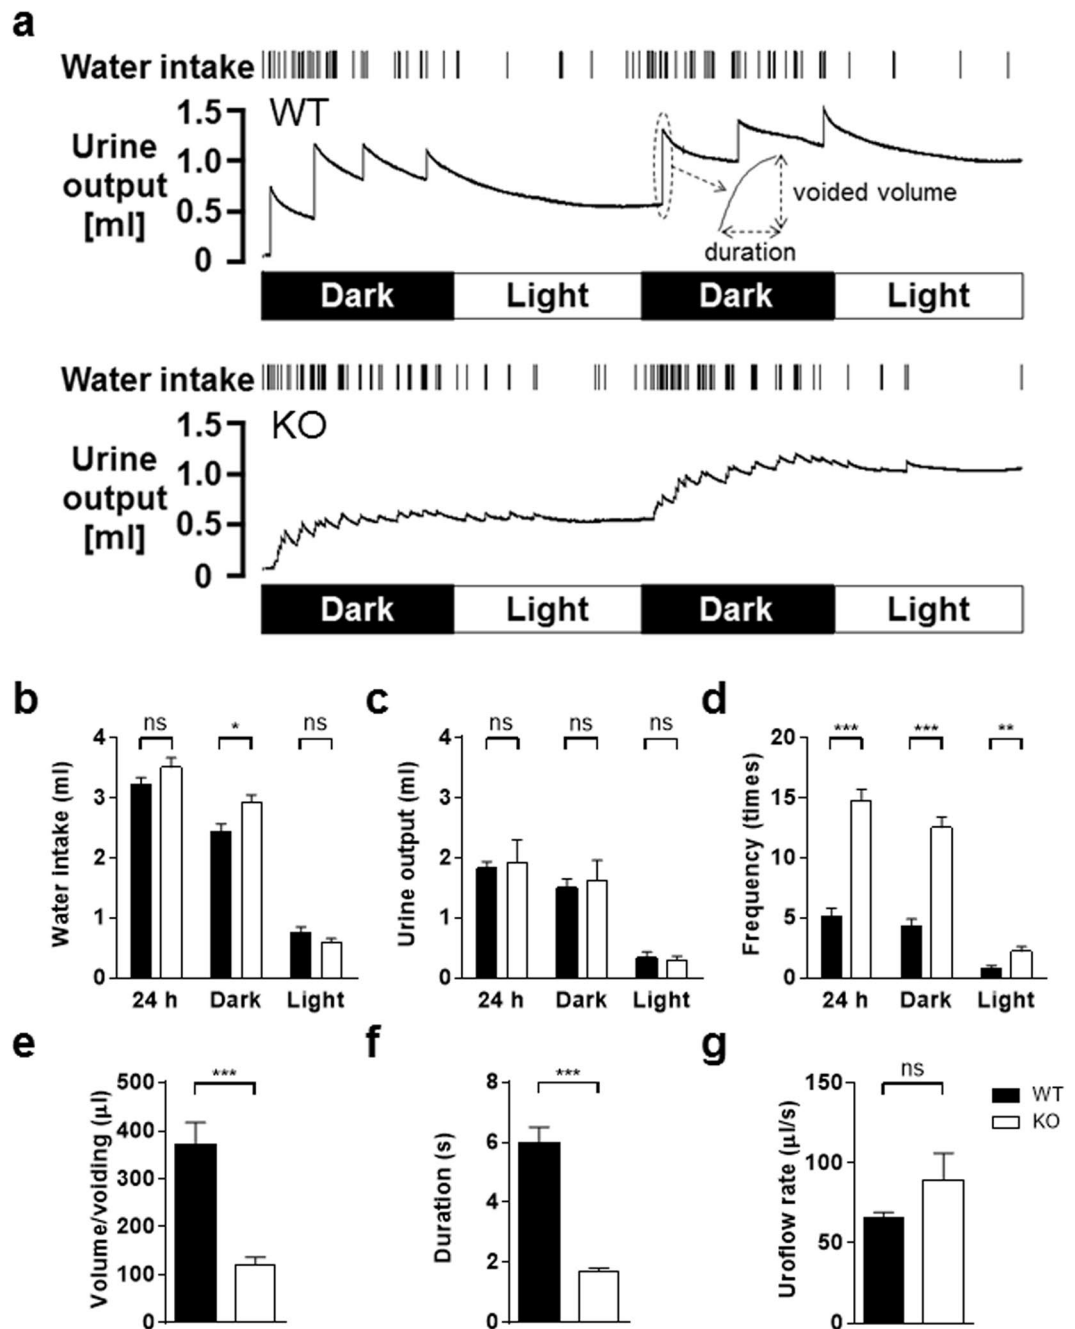 a
Water intake
WT
Urine output [ml]
1.5
1.0
0.5
0
voided volume
duration
Dark Light Dark Light
Water intake
KO
Urine output [ml]
1.5
1.0
0.5
0
Dark Light Dark Light
b
ns * ns
Water Intake (ml)
4
3
2
1
0
24 h Dark Light
c
ns ns ns
Urine output (ml)
4
3
2
1
0
24 h Dark Light
d
*** *** **
Frequency (times)
20
15
10
5
0
24 h Dark Light
e
***
Volume/voiding (µl)
500
400
300
200
100
0
f
***
Duration (s)
8
6
4
2
0
g
ns
Uroflow rate (µl/s)
150
100
50
0
WT
KO